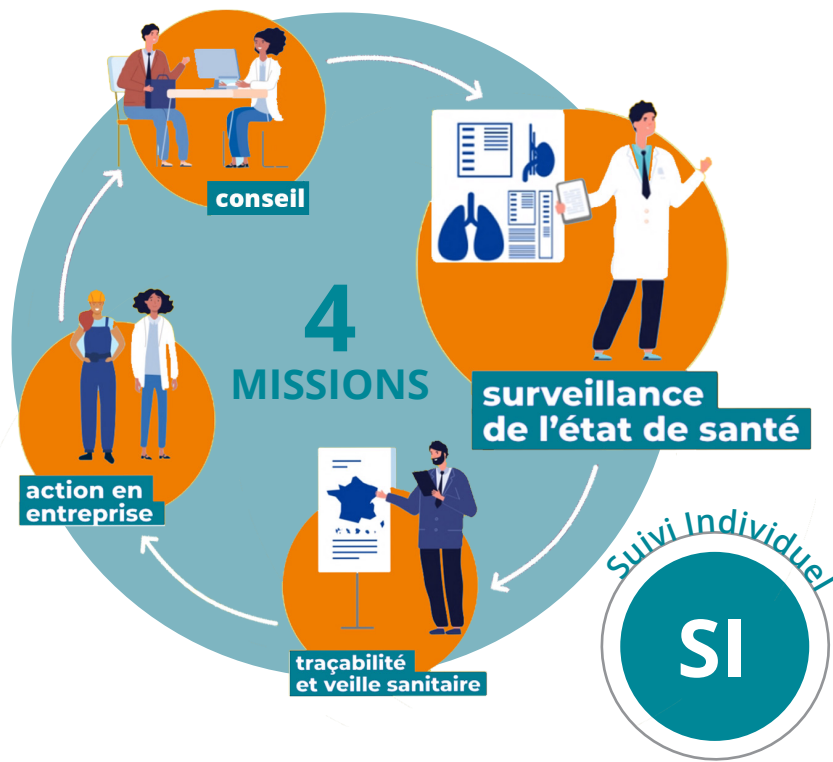 conseil
4
MISSIONS
surveillance
de l'état de santé
action en
entreprise
traçabilité
et veille sanitaire
Suivi Individuel
SI